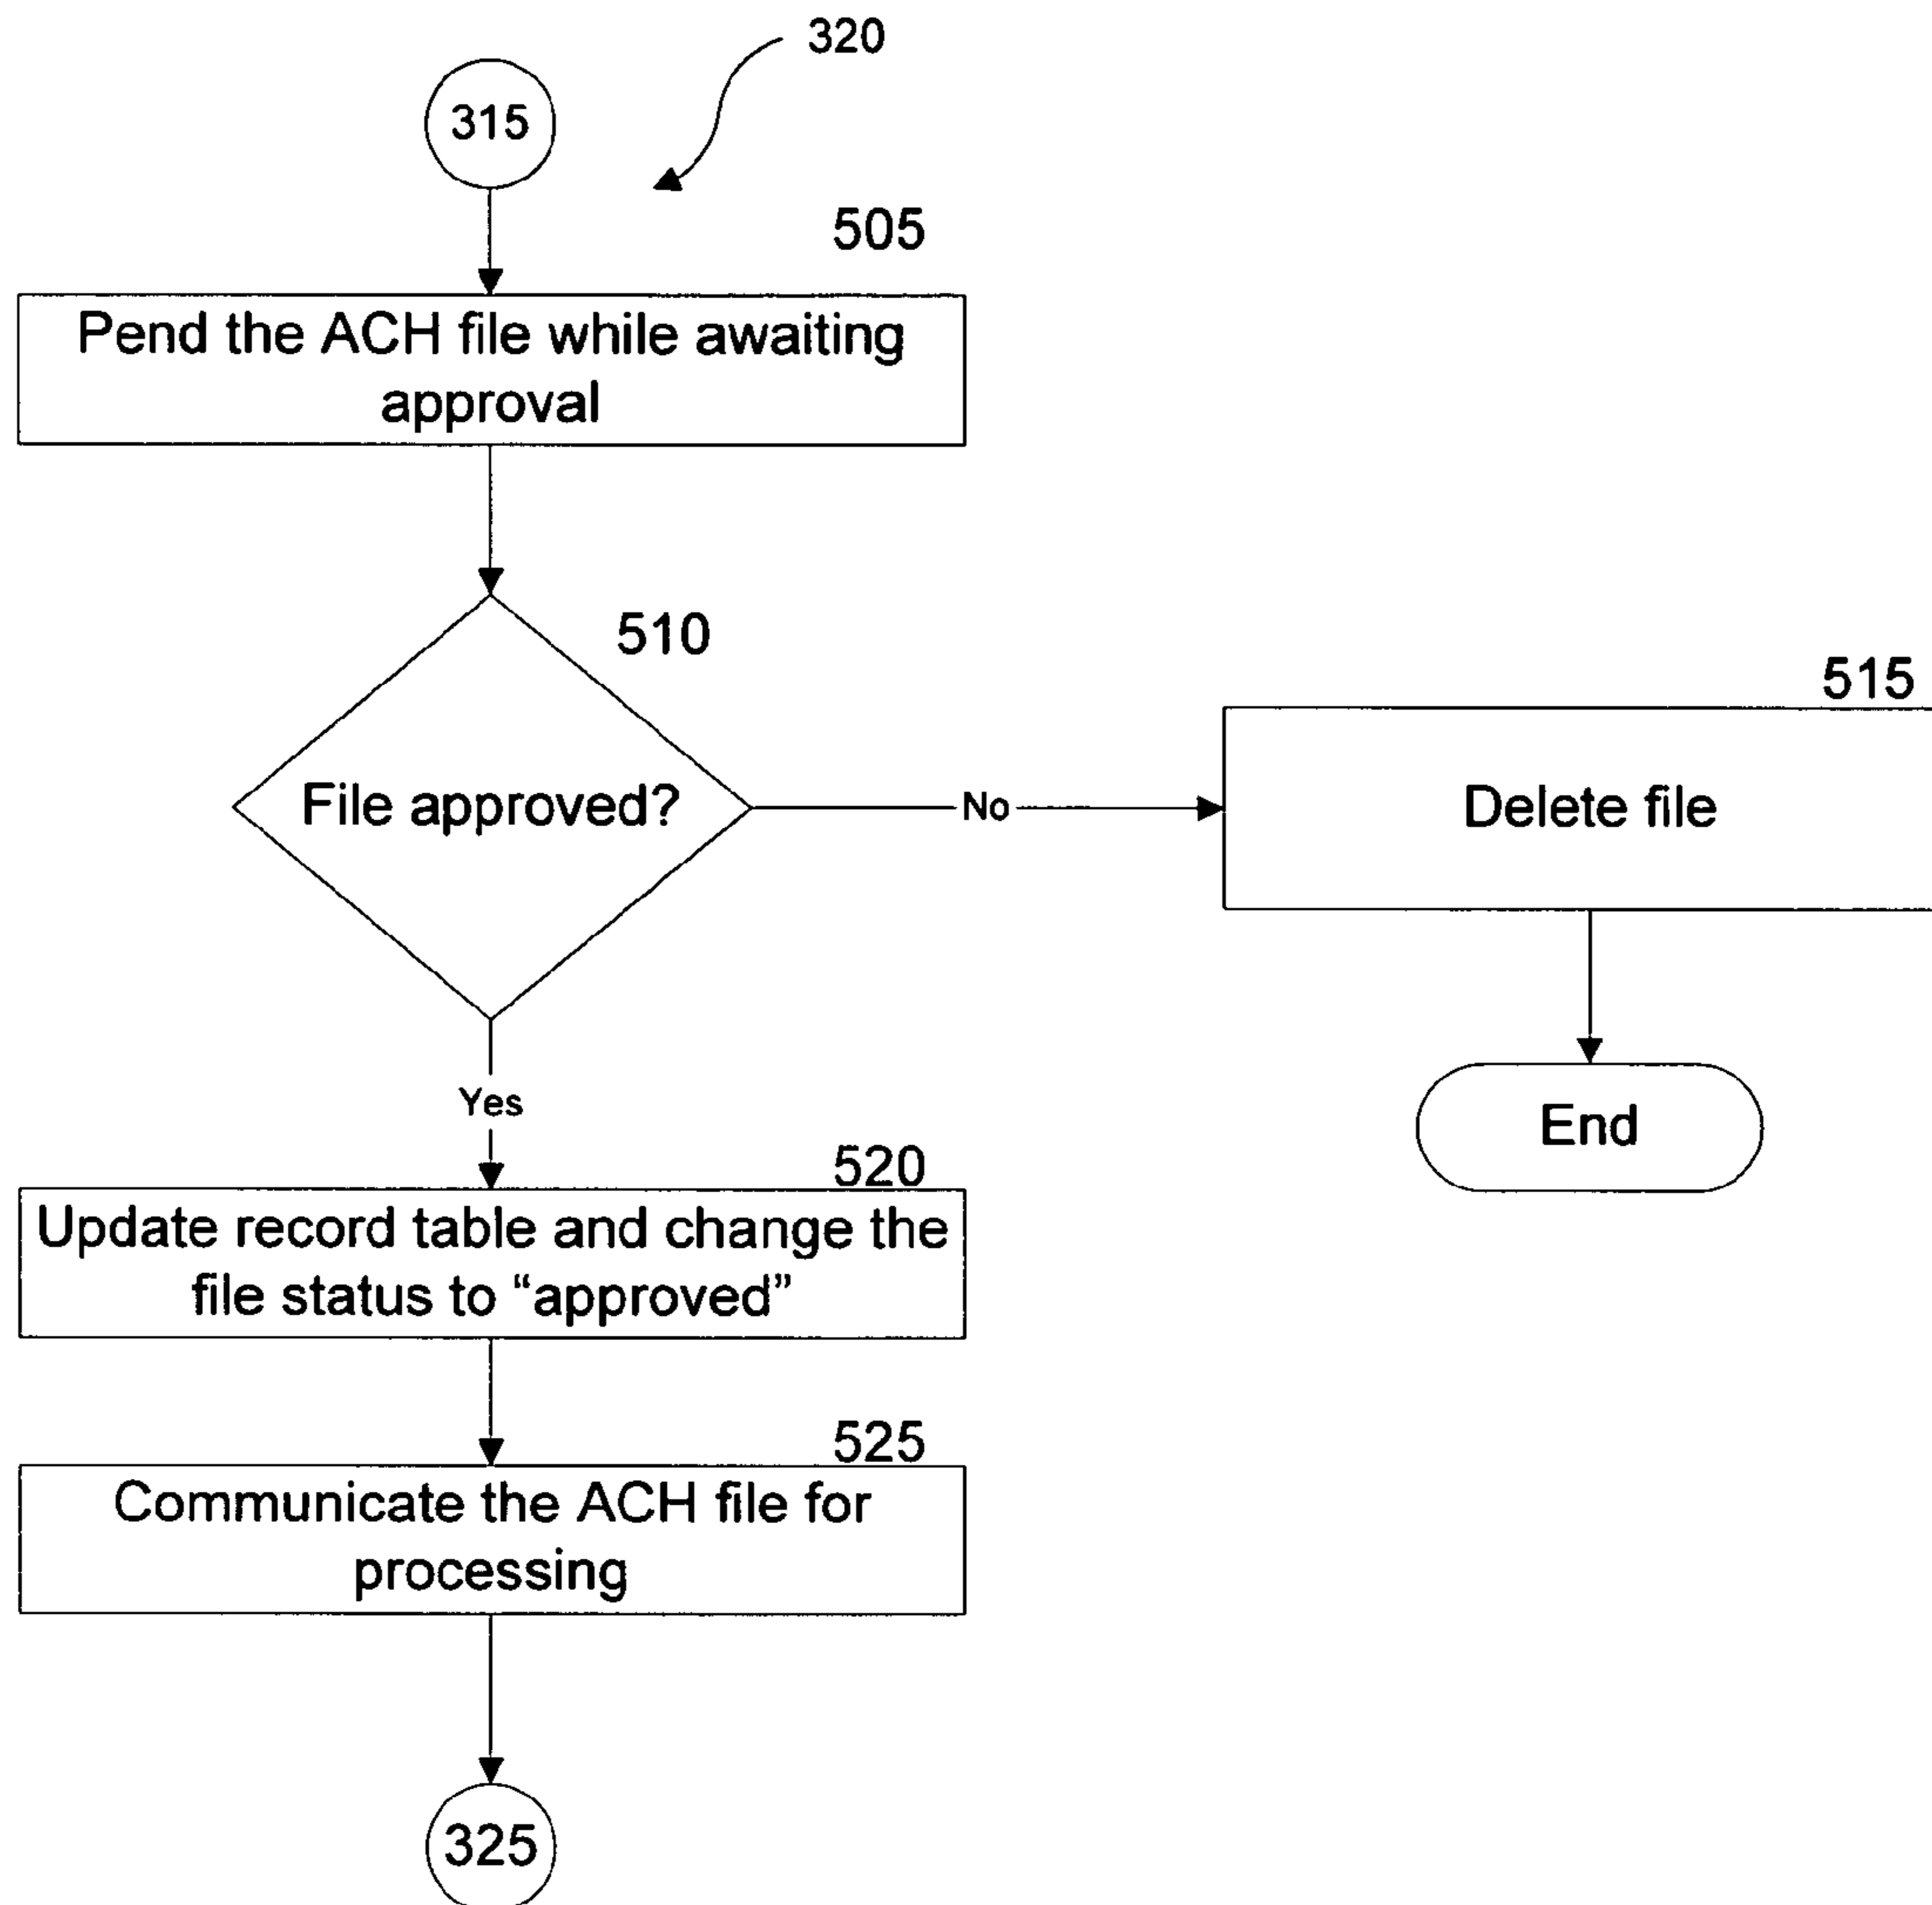 320
315
505
Pend the ACH file while awaiting
approval
510
File approved?
No
515
Delete file
End
Yes
520
Update record table and change the
file status to “approved”
525
Communicate the ACH file for
processing
325